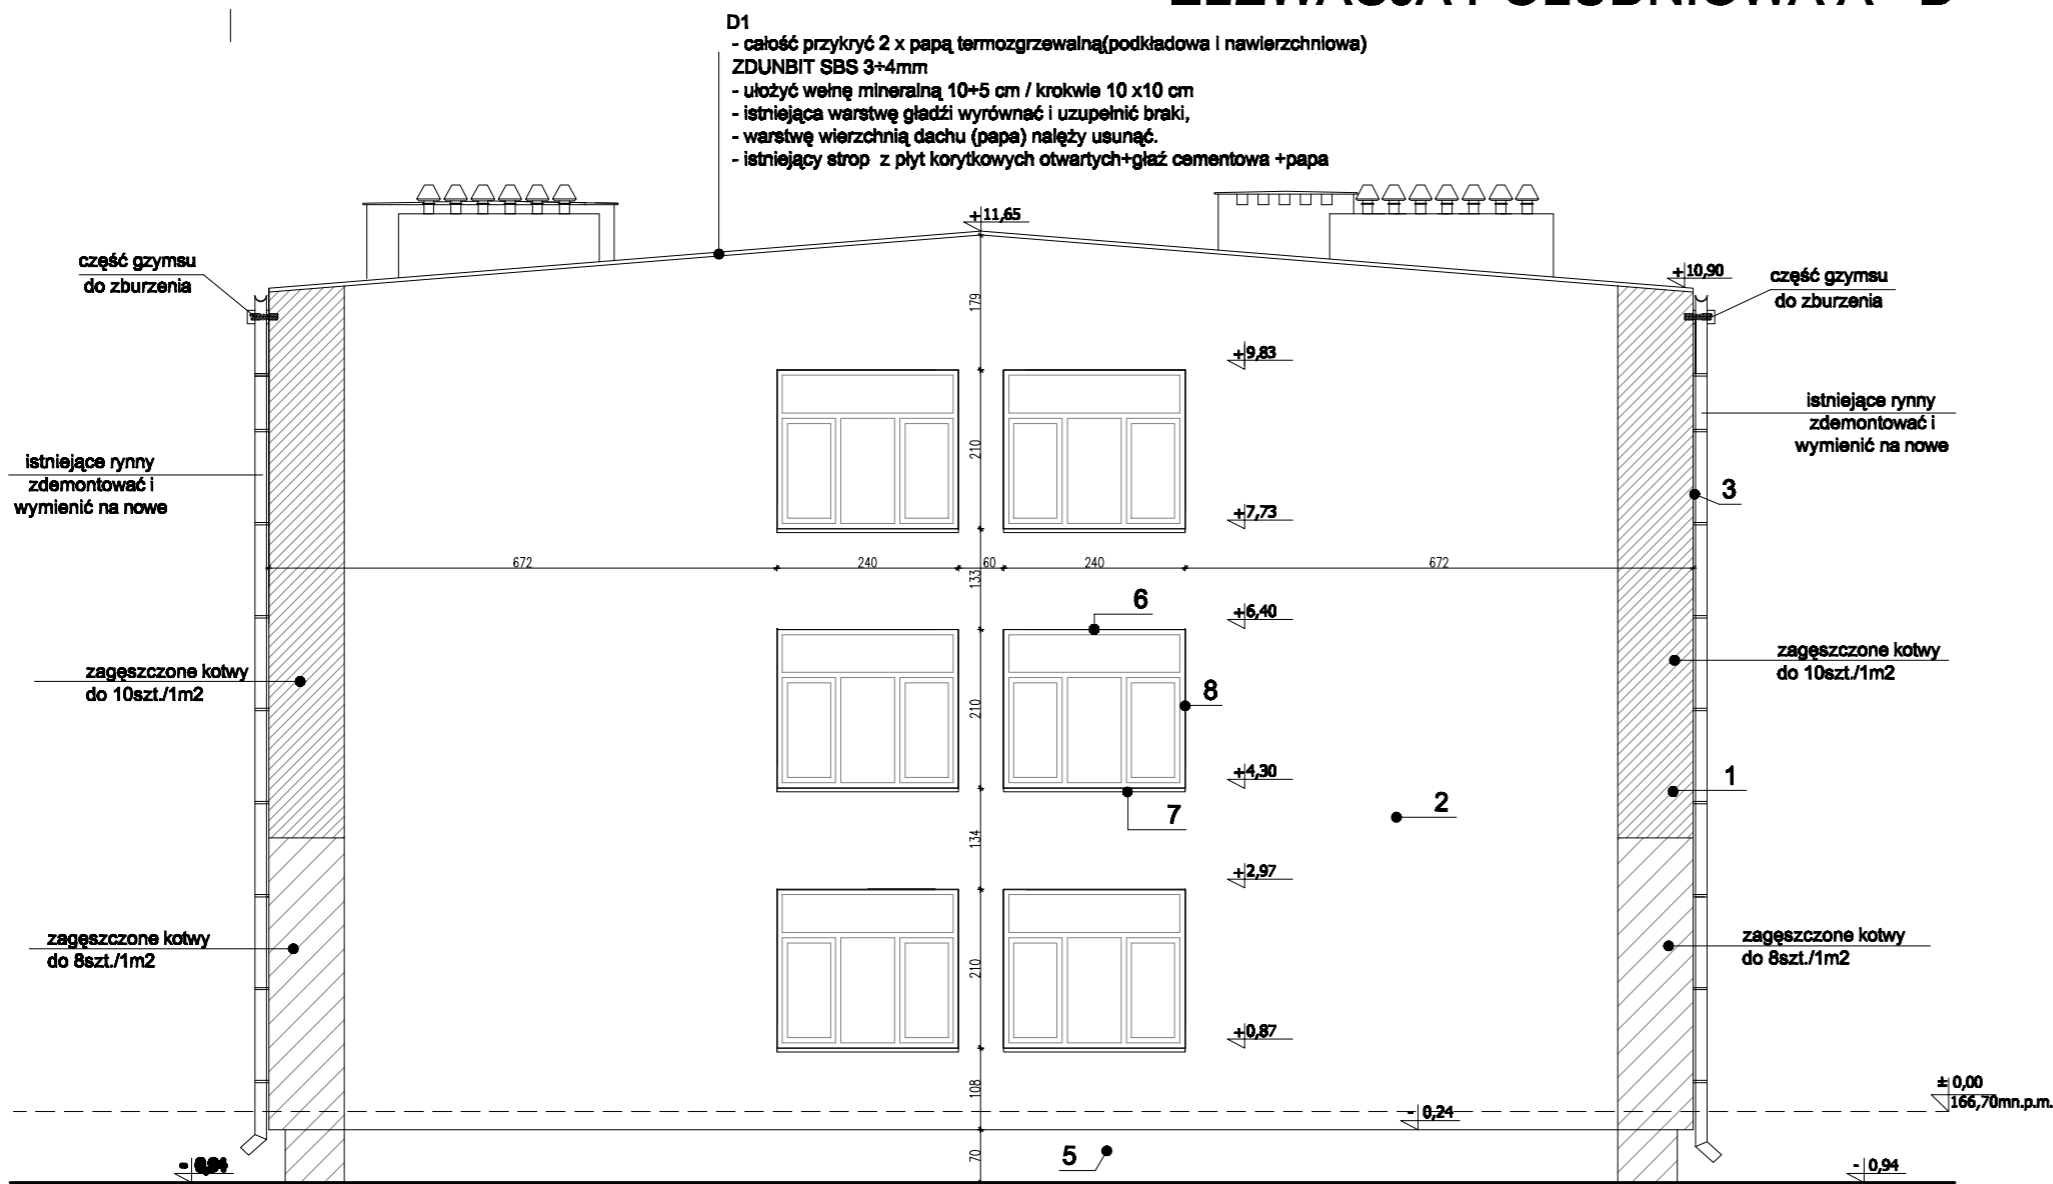 D1
- całość przykryć 2 x papą termozgrzewalną(podkładowa i nawierzchniowa)
ZDUNBIT SBS 3÷4mm
- ułożyć wełnę mineralną 10+5 cm / krokwie 10 x10 cm
- istniejąca warstwę gładźi wyrównać i uzupełnić braki,
- warstwę wierzchnią dachu (papa) nalęży usunąć.
- istniejący strop z płyt korytkowych otwartych+głaź cementowa +papa
+11,65
część gzymsu
do zburzenia
+10,90
część gzymsu
do zburzenia
179
+9,83
istniejące rynny
zdemontować i
wymienić na nowe
210
istniejące rynny
zdemontować i
wymienić na nowe
3
+7,73
672
240
60
240
672
133
6
+6,40
zagęszczone kotwy
do 10szt./1m2
zagęszczone kotwy
do 10szt./1m2
8
210
+4,30
1
7
2
134
+2,97
zagęszczone kotwy
do 8szt./1m2
zagęszczone kotwy
do 8szt./1m2
210
+0,87
108
± 0,00
166,70mn.p.m.
- 0,24
70
5
- 0,94